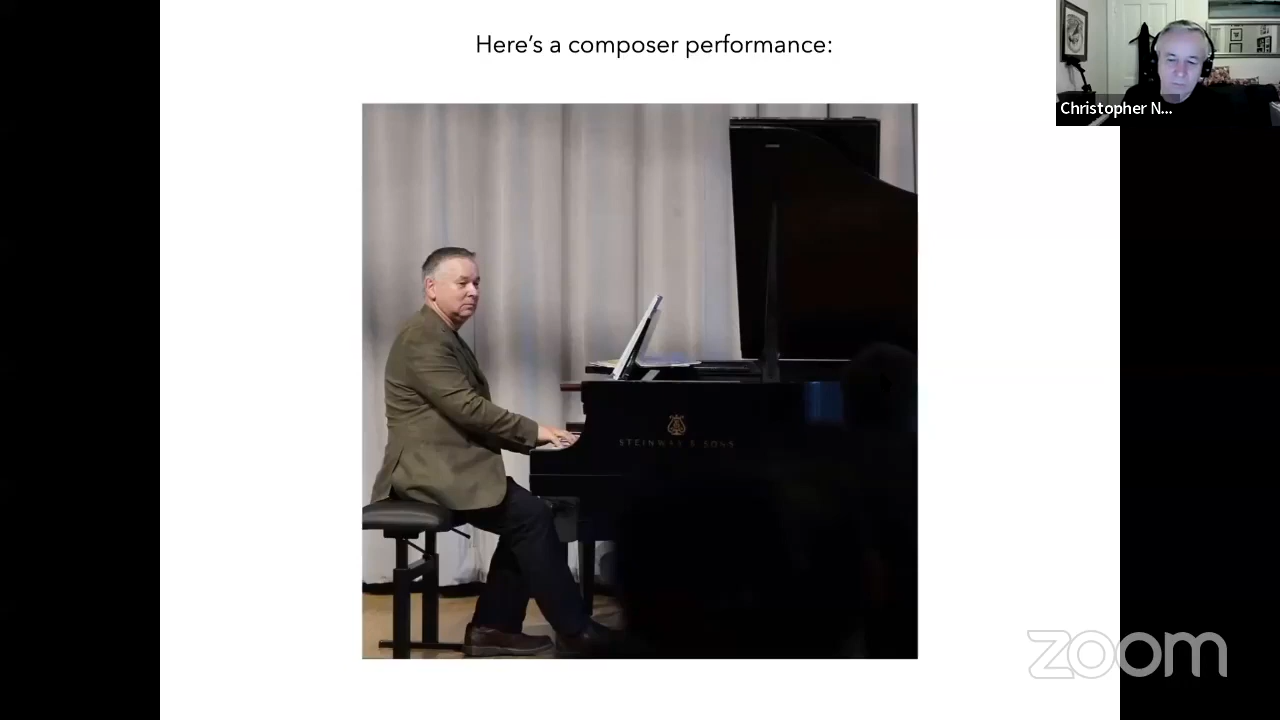 Here’s a composer performance:
Christopher N...
STEINWAY & SONS
zoom